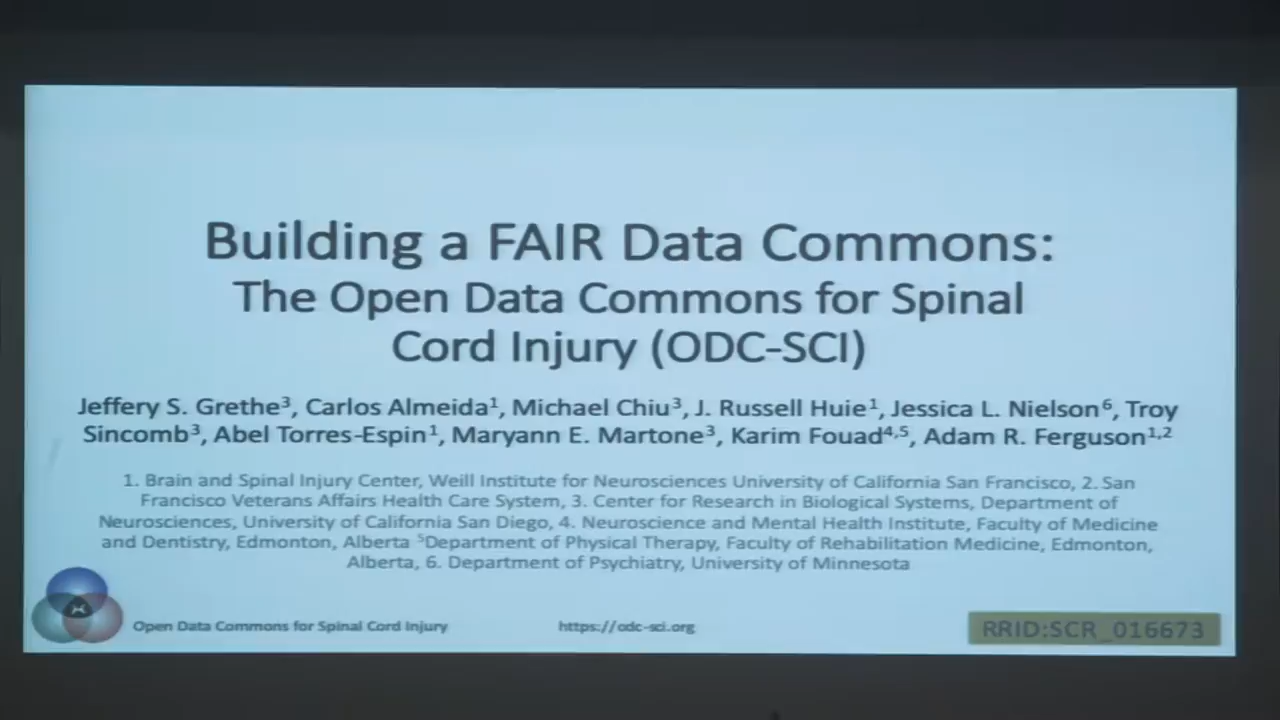 Building a FAIR Data Commons:
The Open Data Commons for Spinal
Cord Injury (ODC-SCI)
Jeffery S. Grethe³, Carlos Almeida¹, Michael Chiu³, J. Russell Huie¹, Jessica L. Nielson⁶, Troy
Sincomb³, Abel Torres-Espin¹, Maryann E. Martone³, Karim Fouad⁴,⁵, Adam R. Ferguson¹,²
1. Brain and Spinal Injury Center, Weill Institute for Neurosciences University of California San Francisco, 2. San
Francisco Veterans Affairs Health Care System, 3. Center for Research in Biological Systems, Department of
Neurosciences, University of California San Diego, 4. Neuroscience and Mental Health Institute, Faculty of Medicine
and Dentistry, Edmonton, Alberta ⁵Department of Physical Therapy, Faculty of Rehabilitation Medicine, Edmonton,
Alberta, 6. Department of Psychiatry, University of Minnesota
Open Data Commons for Spinal Cord Injury
https://odc-sci.org
RRID:SCR_016673